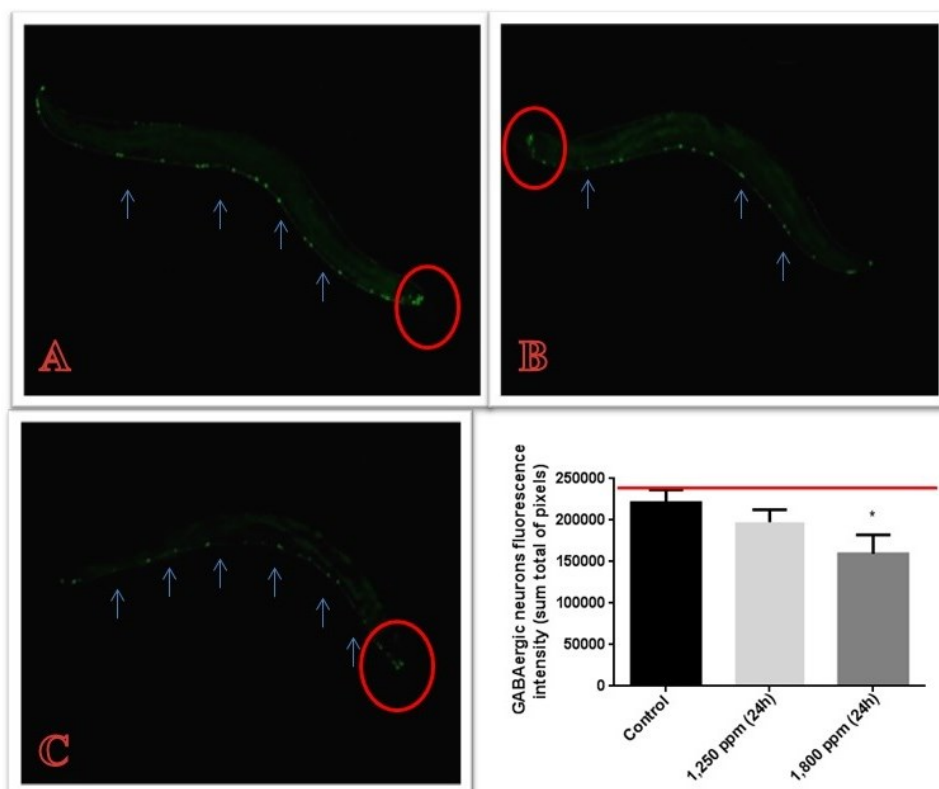 A
B
C
GABAergic neurons fluorescence
intensity (sum total of pixels)
250000
200000
150000
100000
50000
0
*
Control
1,250 ppm (24h)
1,800 ppm (24h)